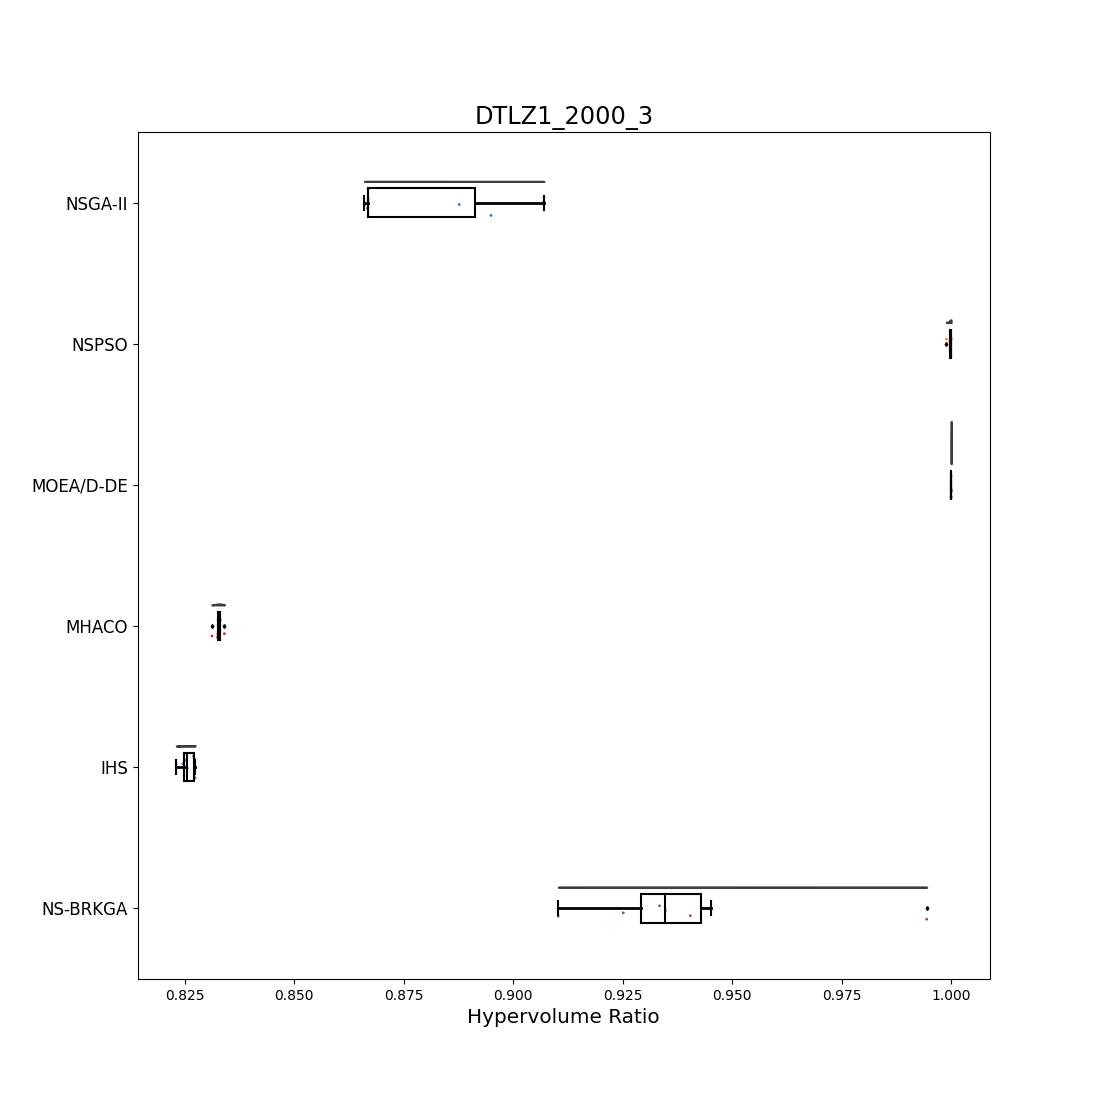 DTLZ1_2000_3
NSGA-II
NSPSO
MOEA/D-DE
MHACO
IHS
NS-BRKGA
0.825 0.850 0.875 0.900 0.925 0.950 0.975 1.000
Hypervolume Ratio